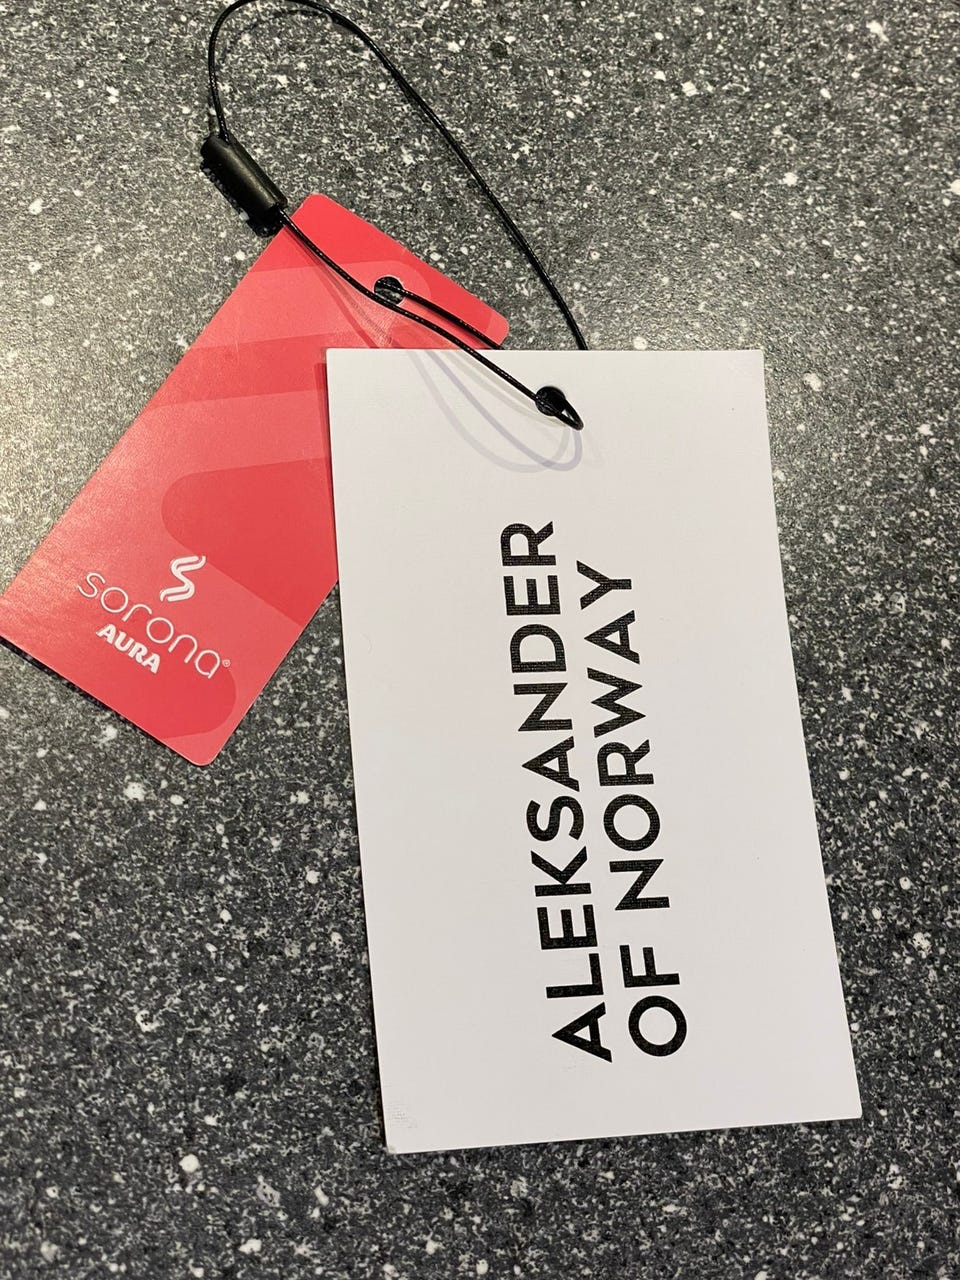 sorona®
AURA
ALEKSANDER
OF NORWAY